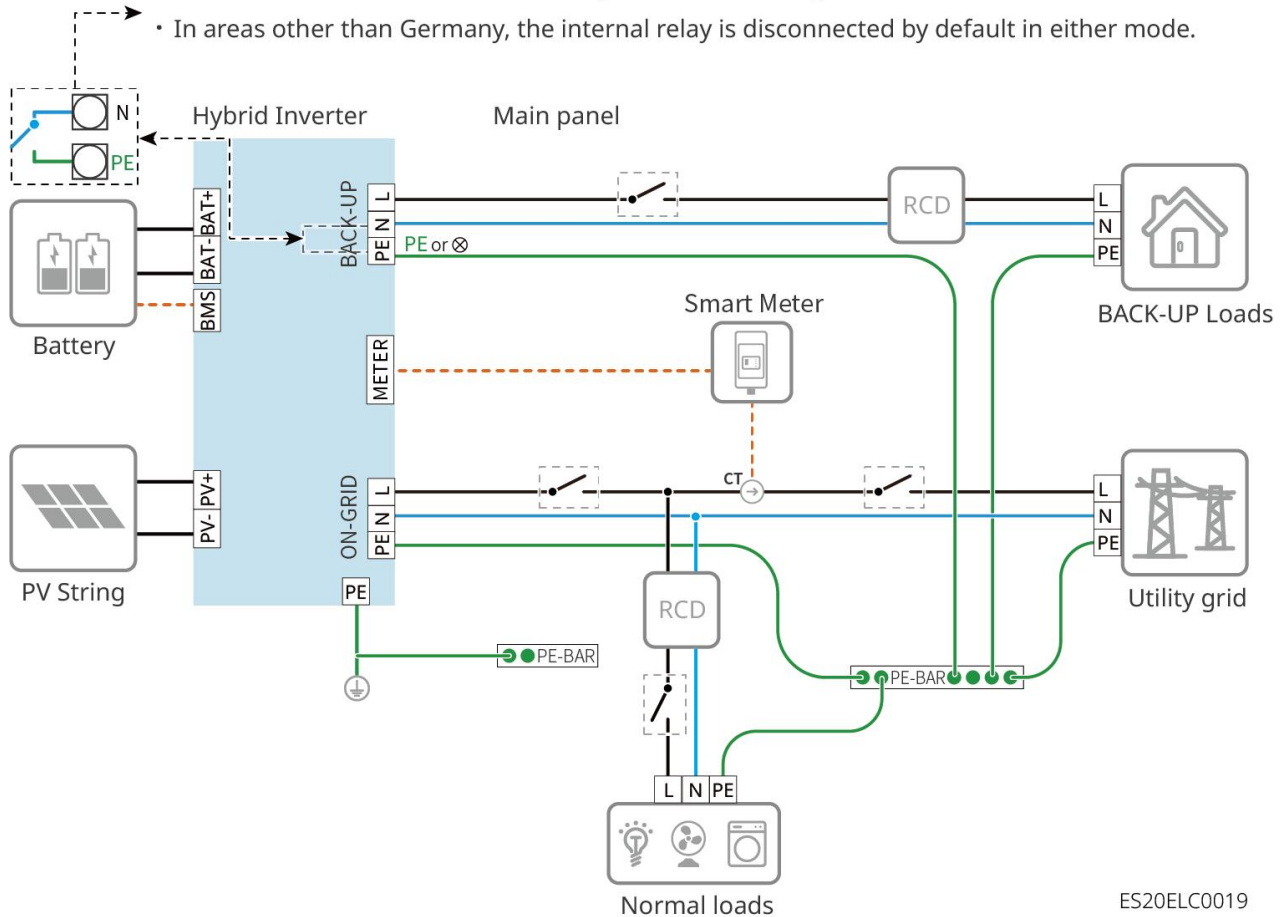 · In areas other than Germany, the internal relay is disconnected by default in either mode.
N
PE
Hybrid Inverter
Main panel
BAT+
BAT-
BMS
Battery
BACK-UP
L
N
PE
PE or ⊗
RCD
L
N
PE
BACK-UP Loads
Smart Meter
METER
PV+
PV-
PV String
ON-GRID
L
N
PE
CT
L
N
PE
Utility grid
PE
RCD
PE-BAR
PE-BAR
L
N
PE
Normal loads
ES20ELC0019